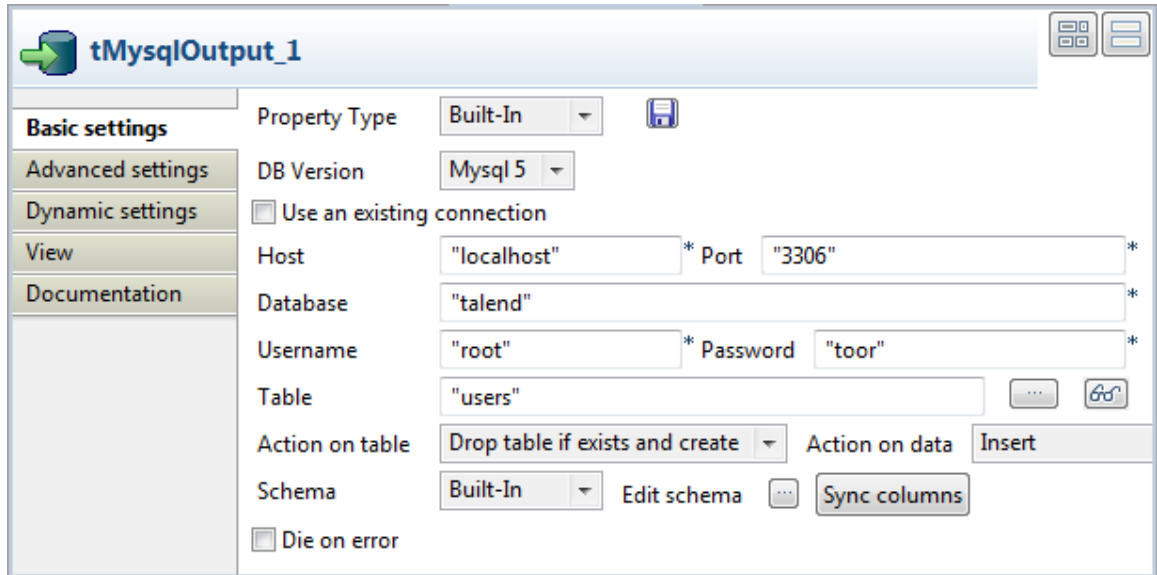 tMysqlOutput_1
Basic settings
Advanced settings
Dynamic settings
View
Documentation
Property Type Built-In
DB Version Mysql 5
Use an existing connection
Host "localhost" * Port "3306" *
Database "talend" *
Username "root" * Password "toor" *
Table "users" ...
Action on table Drop table if exists and create Action on data Insert
Schema Built-In Edit schema ... Sync columns
Die on error